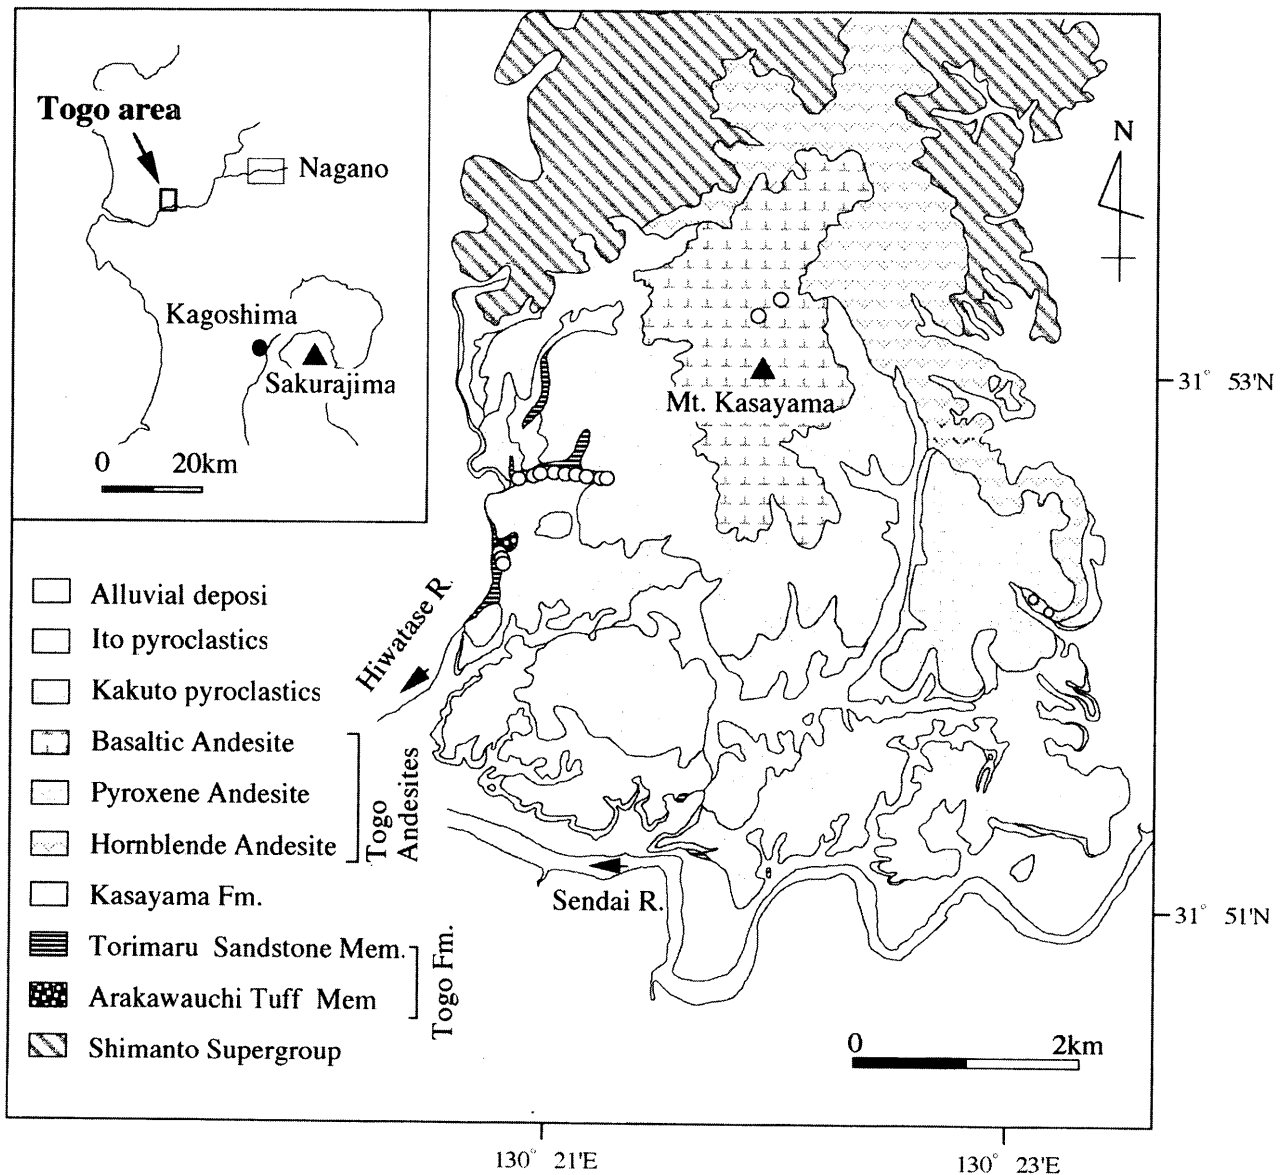 Togo area
Nagano
Kagoshima
Sakurajima
0 20km
N
Mt. Kasayama
31° 53'N
Hiwatase R.
Sendai R.
31° 51'N
Alluvial deposi
Ito pyroclastics
Kakuto pyroclastics
Basaltic Andesite
Pyroxene Andesite
Hornblende Andesite
Togo
Andesites
Kasayama Fm.
Torimaru Sandstone Mem.
Arakawauchi Tuff Mem
Togo Fm.
Shimanto Supergroup
0 2km
130° 21'E
130° 23'E